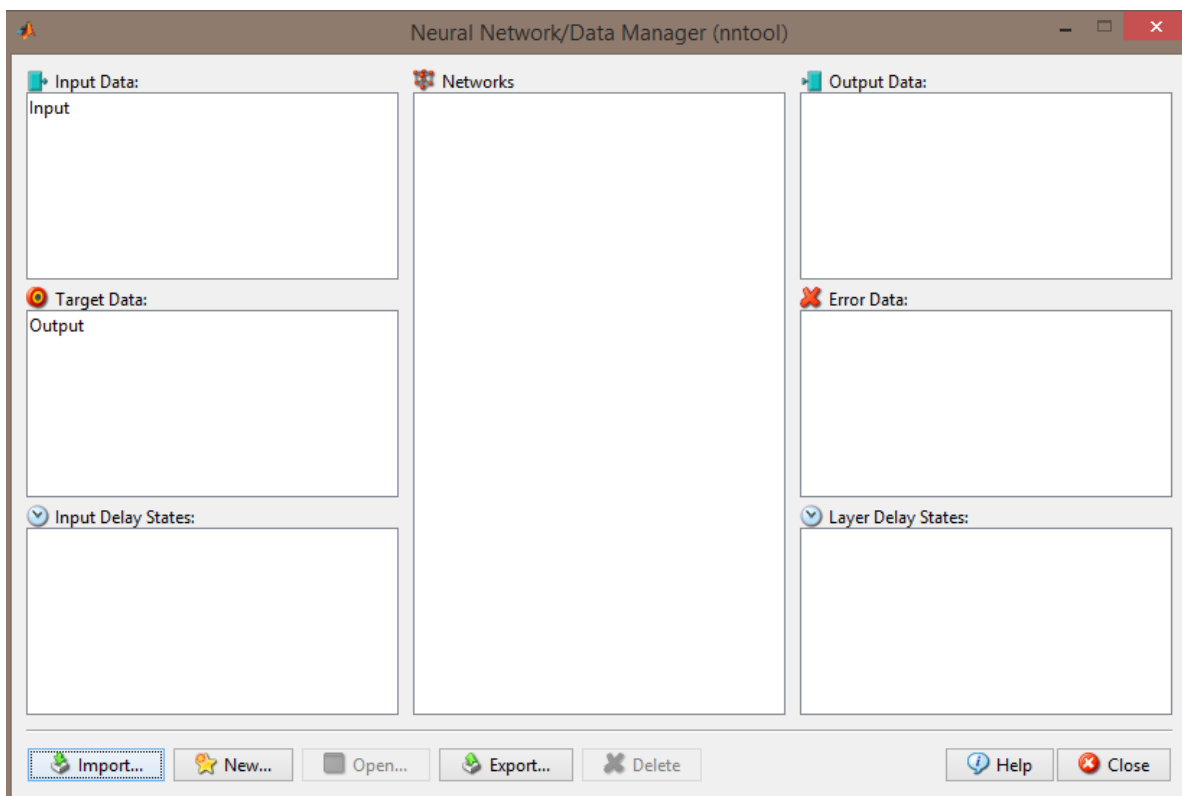 Neural Network/Data Manager (nntool)
Input Data:
Input
Networks
Output Data:
Target Data:
Output
Error Data:
Input Delay States:
Layer Delay States:
Import...
New...
Open...
Export...
Delete
Help
Close